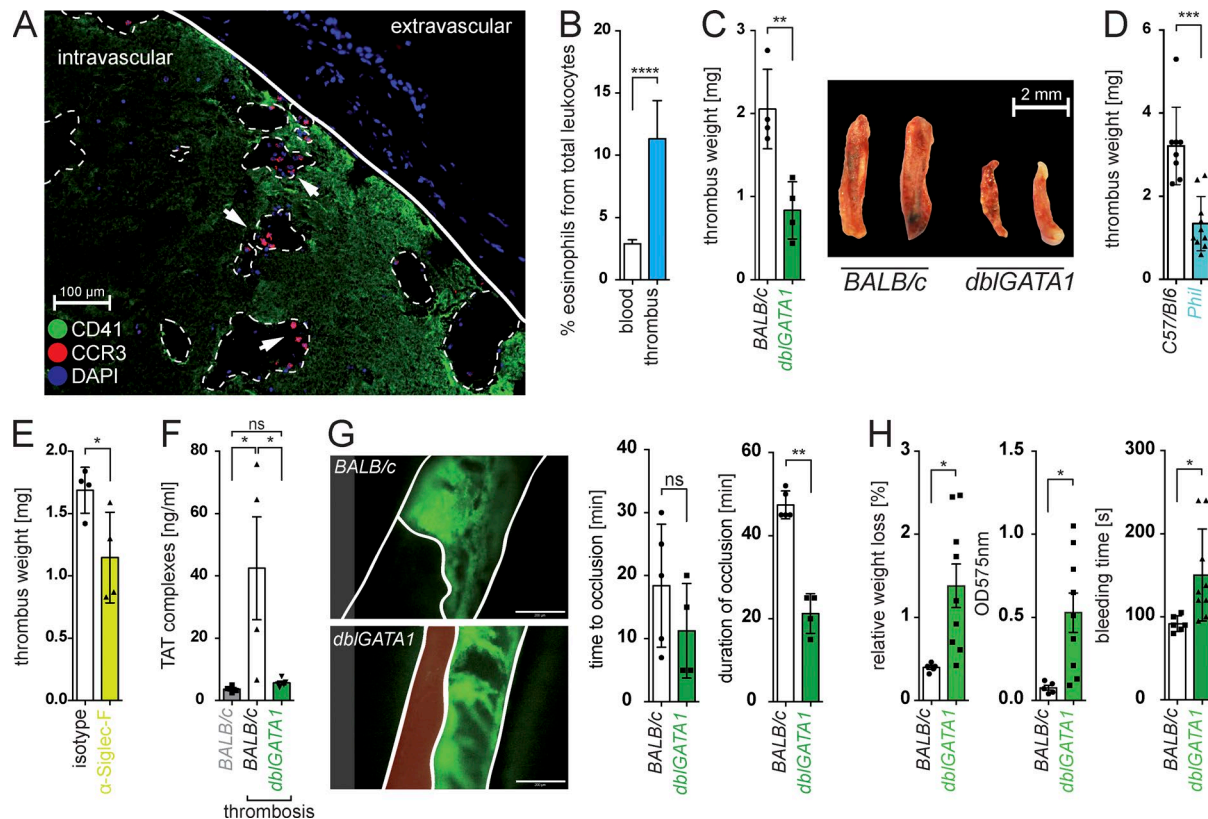 A
intravascular
extravascular
100 µm
CD41
CCR3
DAPI
B
% eosinophils from total leukocytes
20
15
10
5
0
****
blood
thrombus
C
thrombus weight [mg]
3
2
1
0
**
BALB/c
dblGATA1
2 mm
BALB/c
dblGATA1
D
thrombus weight [mg]
6
4
2
0
***
C57/Bl6
Phil
E
thrombus weight [mg]
2.0
1.5
1.0
1.5
0.0
*
isotype
α-Siglec-F
F
TAT complexes [ng/ml]
80
60
40
20
0
ns
*
*
BALB/c
BALB/c
dblGATA1
thrombosis
G
BALB/c
dblGATA1
time to occlusion [min]
40
30
20
10
0
ns
BALB/c
dblGATA1
duration of occlusion [min]
60
40
20
0
**
BALB/c
dblGATA1
H
relative weight loss [%]
3
2
1
0
*
BALB/c
dblGATA1
OD575nm
1.5
1.0
0.5
0.0
*
BALB/c
dblGATA1
bleeding time [s]
300
200
100
0
*
BALB/c
dblGATA1